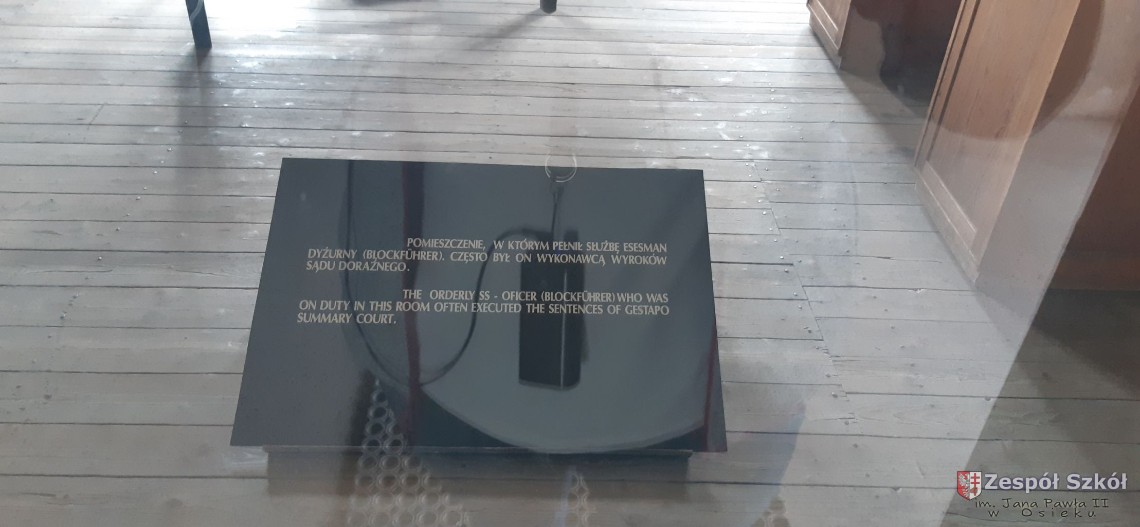 POMIESZCZENIE, W KTÓRYM PEŁNIŁ SŁUŻBĘ ESESMAN
DYŻURNY (BLOCKFÜHRER). CZĘSTO BYŁ ON WYKONAWCĄ WYROKÓW
SĄDU DORAŹNEGO.
THE ORDERLY SS - OFICER (BLOCKFÜHRER) WHO WAS
ON DUTY IN THIS ROOM OFTEN EXECUTED THE SENTENCES OF GESTAPO
SUMMARY COURT.
Zespół Szkół
im. Jana Pawła II
w Osieku